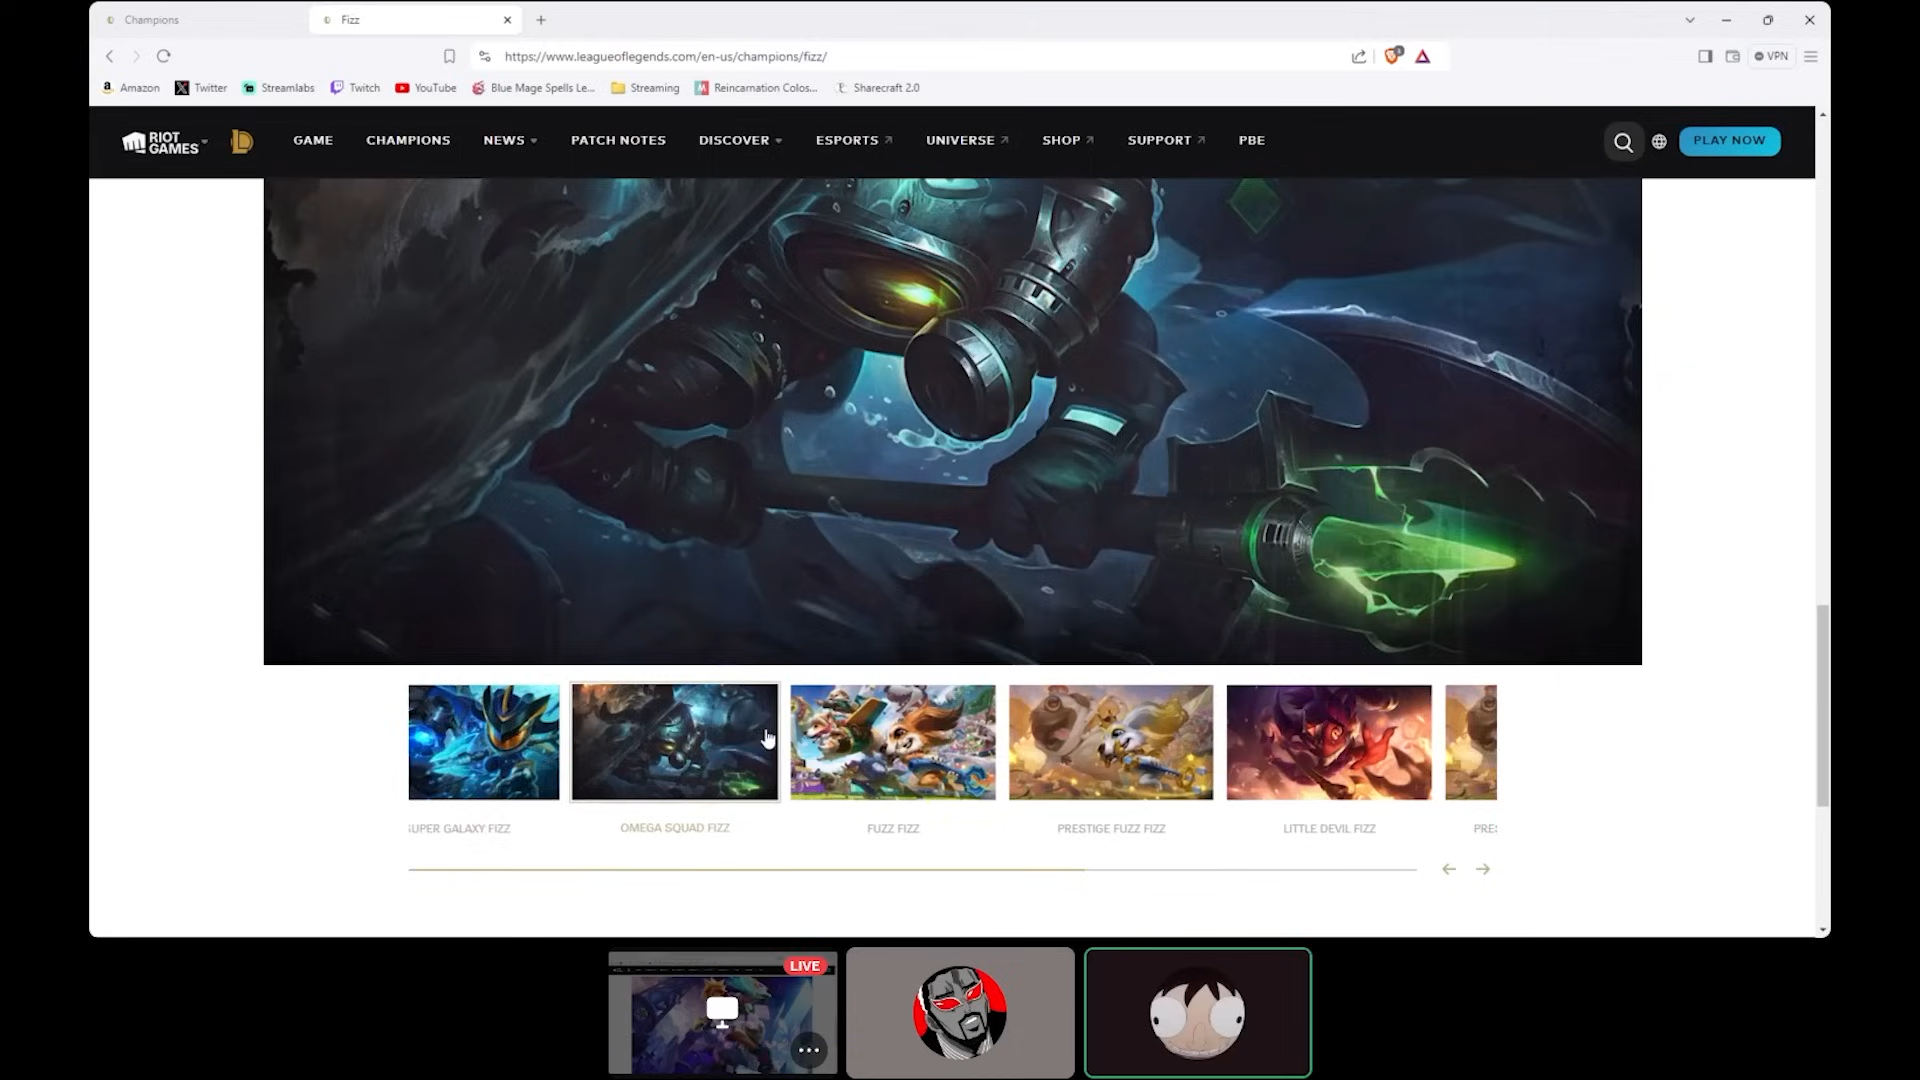 Champions
Fizz
https://www.leagueoflegends.com/en-us/champions/fizz/
VPN
Amazon
Twitter
Streamlabs
Twitch
YouTube
Blue Mage Spells Le...
Streaming
Reincarnation Colos...
Sharecraft 2.0
RIOT
GAMES
GAME
CHAMPIONS
NEWS
PATCH NOTES
DISCOVER
ESPORTS
UNIVERSE
SHOP
SUPPORT
PBE
PLAY NOW
SUPER GALAXY FIZZ
OMEGA SQUAD FIZZ
FUZZ FIZZ
PRESTIGE FUZZ FIZZ
LITTLE DEVIL FIZZ
PRES
LIVE